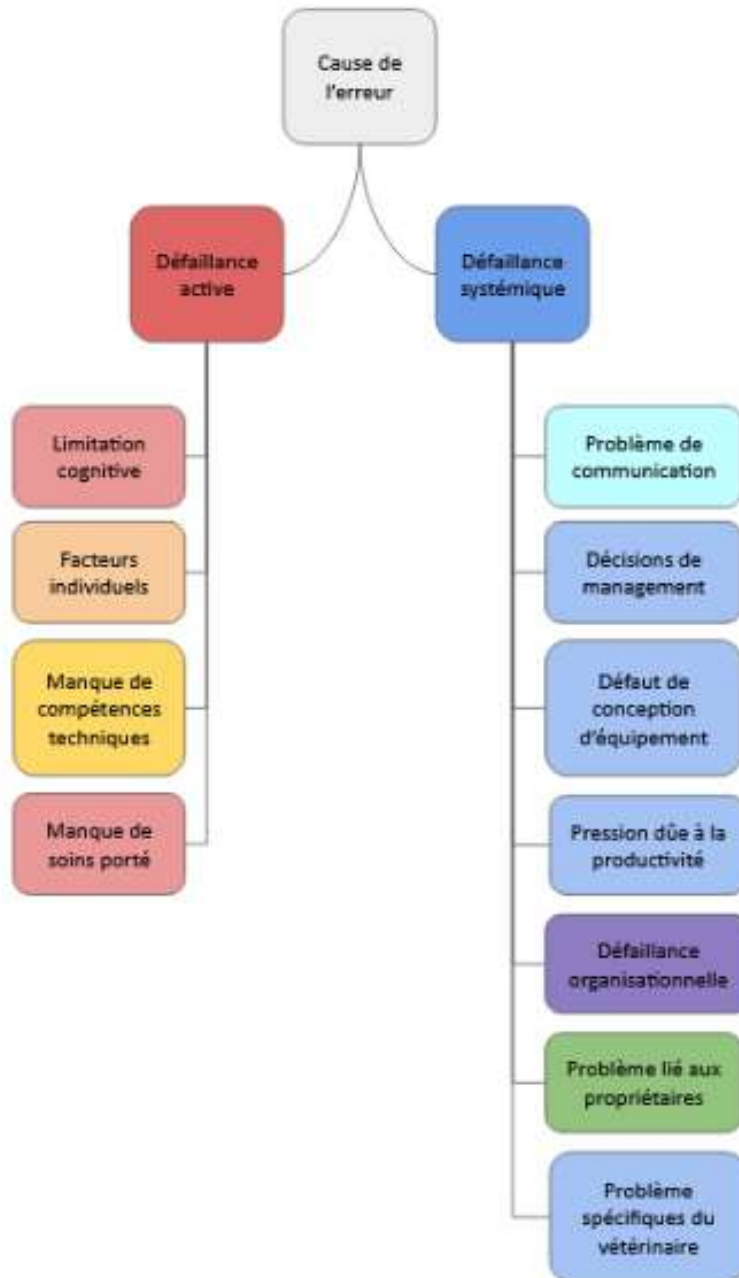 Cause de
l'erreur
Défaillance
active
Défaillance
systémique
Limitation
cognitive
Facteurs
individuels
Manque de
compétences
techniques
Manque de
soins porté
Problème de
communication
Décisions de
management
Défaut de
conception
d'équipement
Pression dûe à la
productivité
Défaillance
organisationnelle
Problème lié aux
propriétaires
Problème
spécifiques du
vétérinaire